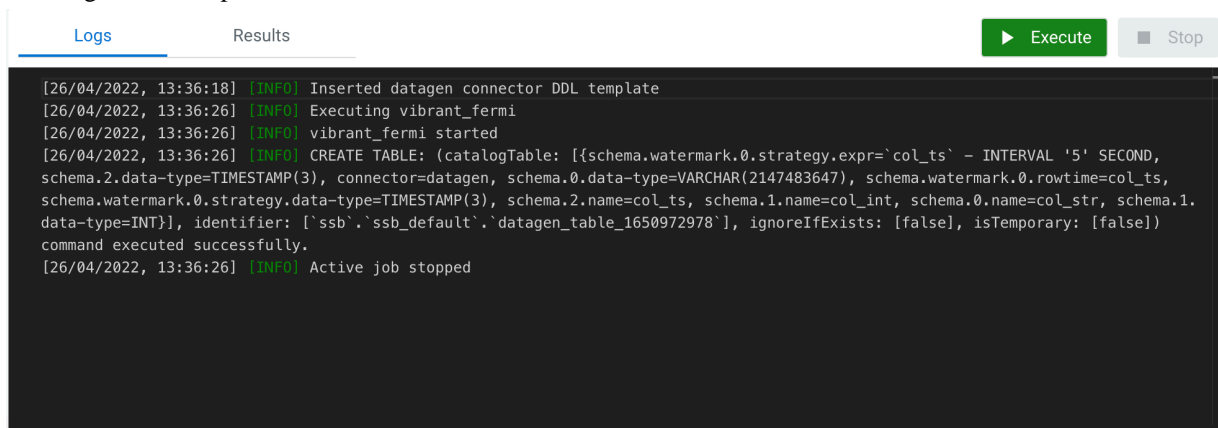 Logs Results Execute Stop
[26/04/2022, 13:36:18] [INFO] Inserted datagen connector DDL template
[26/04/2022, 13:36:26] [INFO] Executing vibrant_fermi
[26/04/2022, 13:36:26] [INFO] vibrant_fermi started
[26/04/2022, 13:36:26] [INFO] CREATE TABLE: (catalogTable: [{schema.watermark.0.strategy.expr=`col_ts` – INTERVAL '5' SECOND,
schema.2.data-type=TIMESTAMP(3), connector=datagen, schema.0.data-type=VARCHAR(2147483647), schema.watermark.0.rowtime=col_ts,
schema.watermark.0.strategy.data-type=TIMESTAMP(3), schema.2.name=col_ts, schema.1.name=col_int, schema.0.name=col_str, schema.1.
data-type=INT}], identifier: [`ssb`.`ssb_default`.`datagen_table_1650972978`], ignoreIfExists: [false], isTemporary: [false])
command executed successfully.
[26/04/2022, 13:36:26] [INFO] Active job stopped